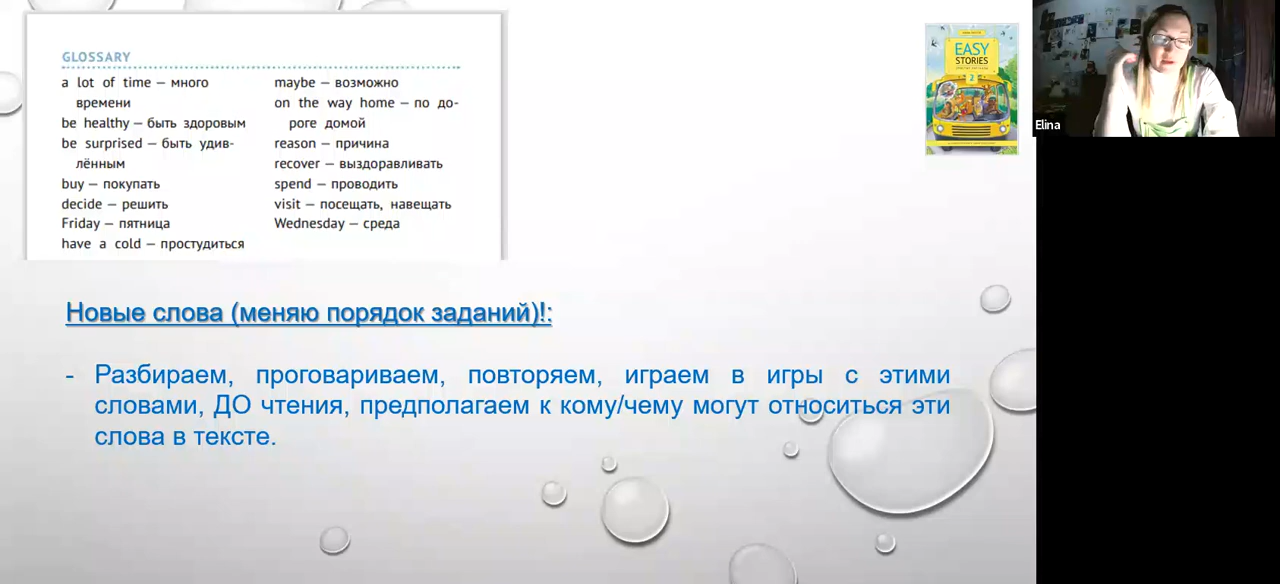 GLOSSARY
a lot of time – много
времени
be healthy – быть здоровым
be surprised – быть удив-
лённым
buy – покупать
decide – решить
Friday – пятница
have a cold – простудиться
maybe – возможно
on the way home – по до-
роге домой
reason – причина
recover – выздоравливать
spend – проводить
visit – посещать, навещать
Wednesday – среда
EASY
STORIES
2
Elina
Новые слова (меняю порядок заданий)!:
- Разбираем, проговариваем, повторяем, играем в игры с этими
словами, ДО чтения, предполагаем к кому/чему могут относиться эти
слова в тексте.